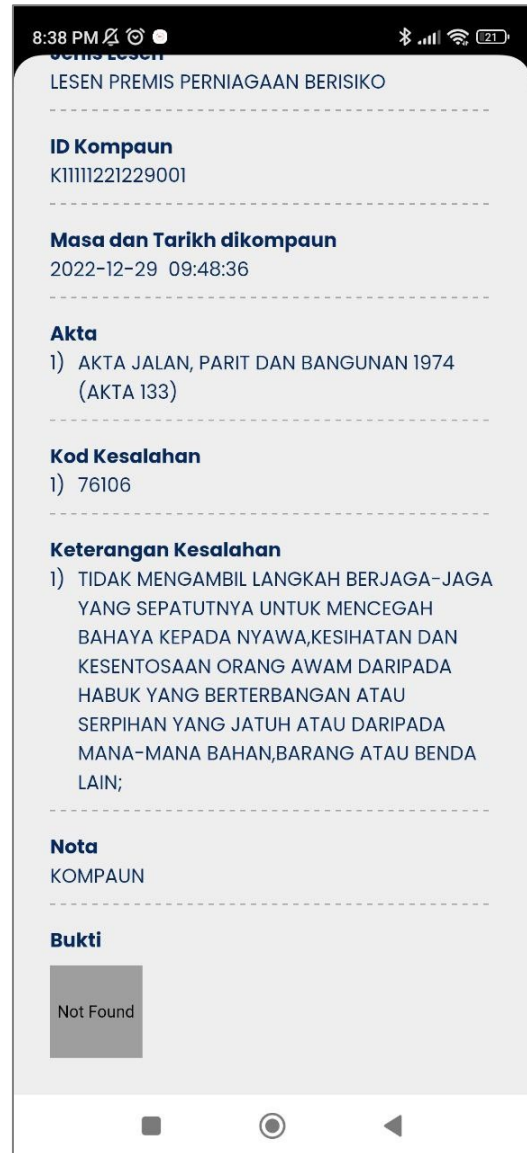 8:38 PM
21
Jenis Lesen
LESEN PREMIS PERNIAGAAN BERISIKO
ID Kompaun
K11111221229001
Masa dan Tarikh dikompaun
2022-12-29 09:48:36
Akta
1) AKTA JALAN, PARIT DAN BANGUNAN 1974
(AKTA 133)
Kod Kesalahan
1) 76106
Keterangan Kesalahan
1) TIDAK MENGAMBIL LANGKAH BERJAGA-JAGA
YANG SEPATUTNYA UNTUK MENCEGAH
BAHAYA KEPADA NYAWA,KESIHATAN DAN
KESENTOSAAN ORANG AWAM DARIPADA
HABUK YANG BERTERBANGAN ATAU
SERPIHAN YANG JATUH ATAU DARIPADA
MANA-MANA BAHAN,BARANG ATAU BENDA
LAIN;
Nota
KOMPAUN
Bukti
Not Found